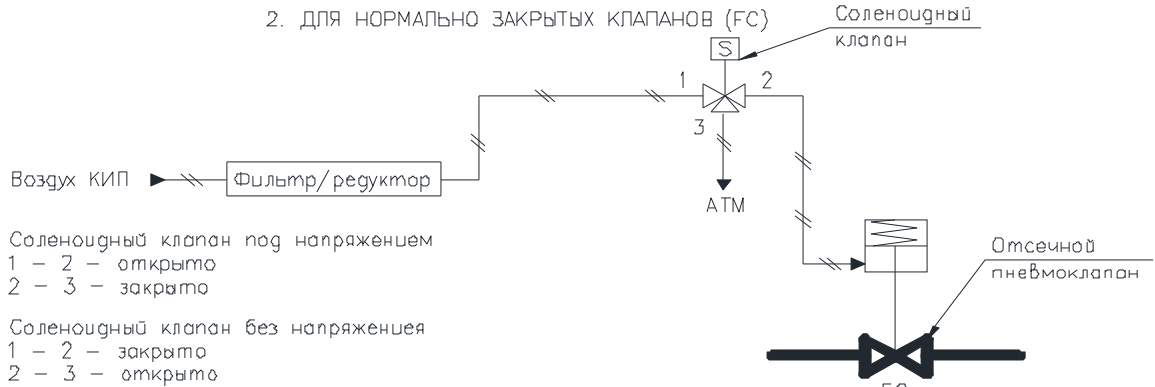 2. ДЛЯ НОРМАЛЬНО ЗАКРЫТЫХ КЛАПАНОВ (FC)
Соленоидный
клапан
S
1
2
3
Воздух КИП
Фильтр/редуктор
АТМ
Соленоидный клапан под напряжением
1 - 2 - открыто
2 - 3 - закрыто
Отсечной
пневмоклапан
Соленоидный клапан без напряжениея
1 - 2 - закрыто
2 - 3 - открыто